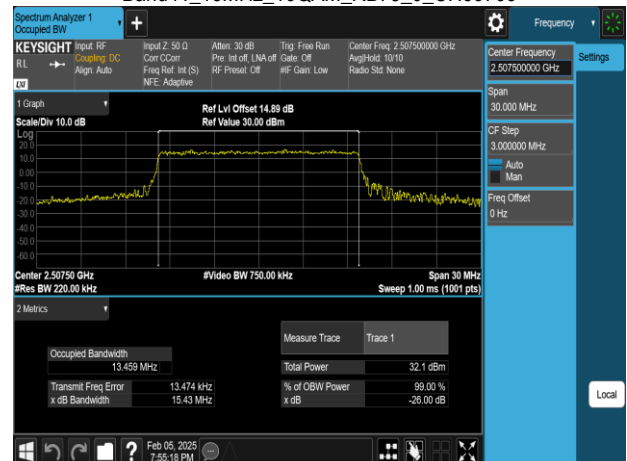 Spectrum Analyzer 1
Occupied BW
Frequency
KEYSIGHT
RL
LXI
Input: RF
Coupling: DC
Align: Auto
Input Z: 50 Ω
Corr CCorr
Freq Ref: Int (S)
NFE: Adaptive
Atten: 30 dB
Pre: Int off, LNA off
RF Preset: Off
Trig: Free Run
Gate: Off
#IF Gain: Low
Center Freq: 2.507500000 GHz
Avg|Hold: 10/10
Radio Std: None
Center Frequency
2.507500000 GHz
Settings
Span
30.000 MHz
CF Step
3.000000 MHz
Auto
Man
Freq Offset
0 Hz
1 Graph
Scale/Div 10.0 dB
Ref Lvl Offset 14.89 dB
Ref Value 30.00 dBm
Log
20.0
10.0
0.00
-10.0
-20.0
-30.0
-40.0
-50.0
-60.0
Center 2.50750 GHz
#Video BW 750.00 kHz
Span 30 MHz
#Res BW 220.00 kHz
Sweep 1.00 ms (1001 pts)
2 Metrics
Measure Trace
Trace 1
Occupied Bandwidth
13.459 MHz
Total Power
32.1 dBm
Transmit Freq Error
13.474 kHz
% of OBW Power
99.00 %
x dB Bandwidth
15.43 MHz
x dB
-26.00 dB
Local
Feb 05, 2025
7:55:18 PM